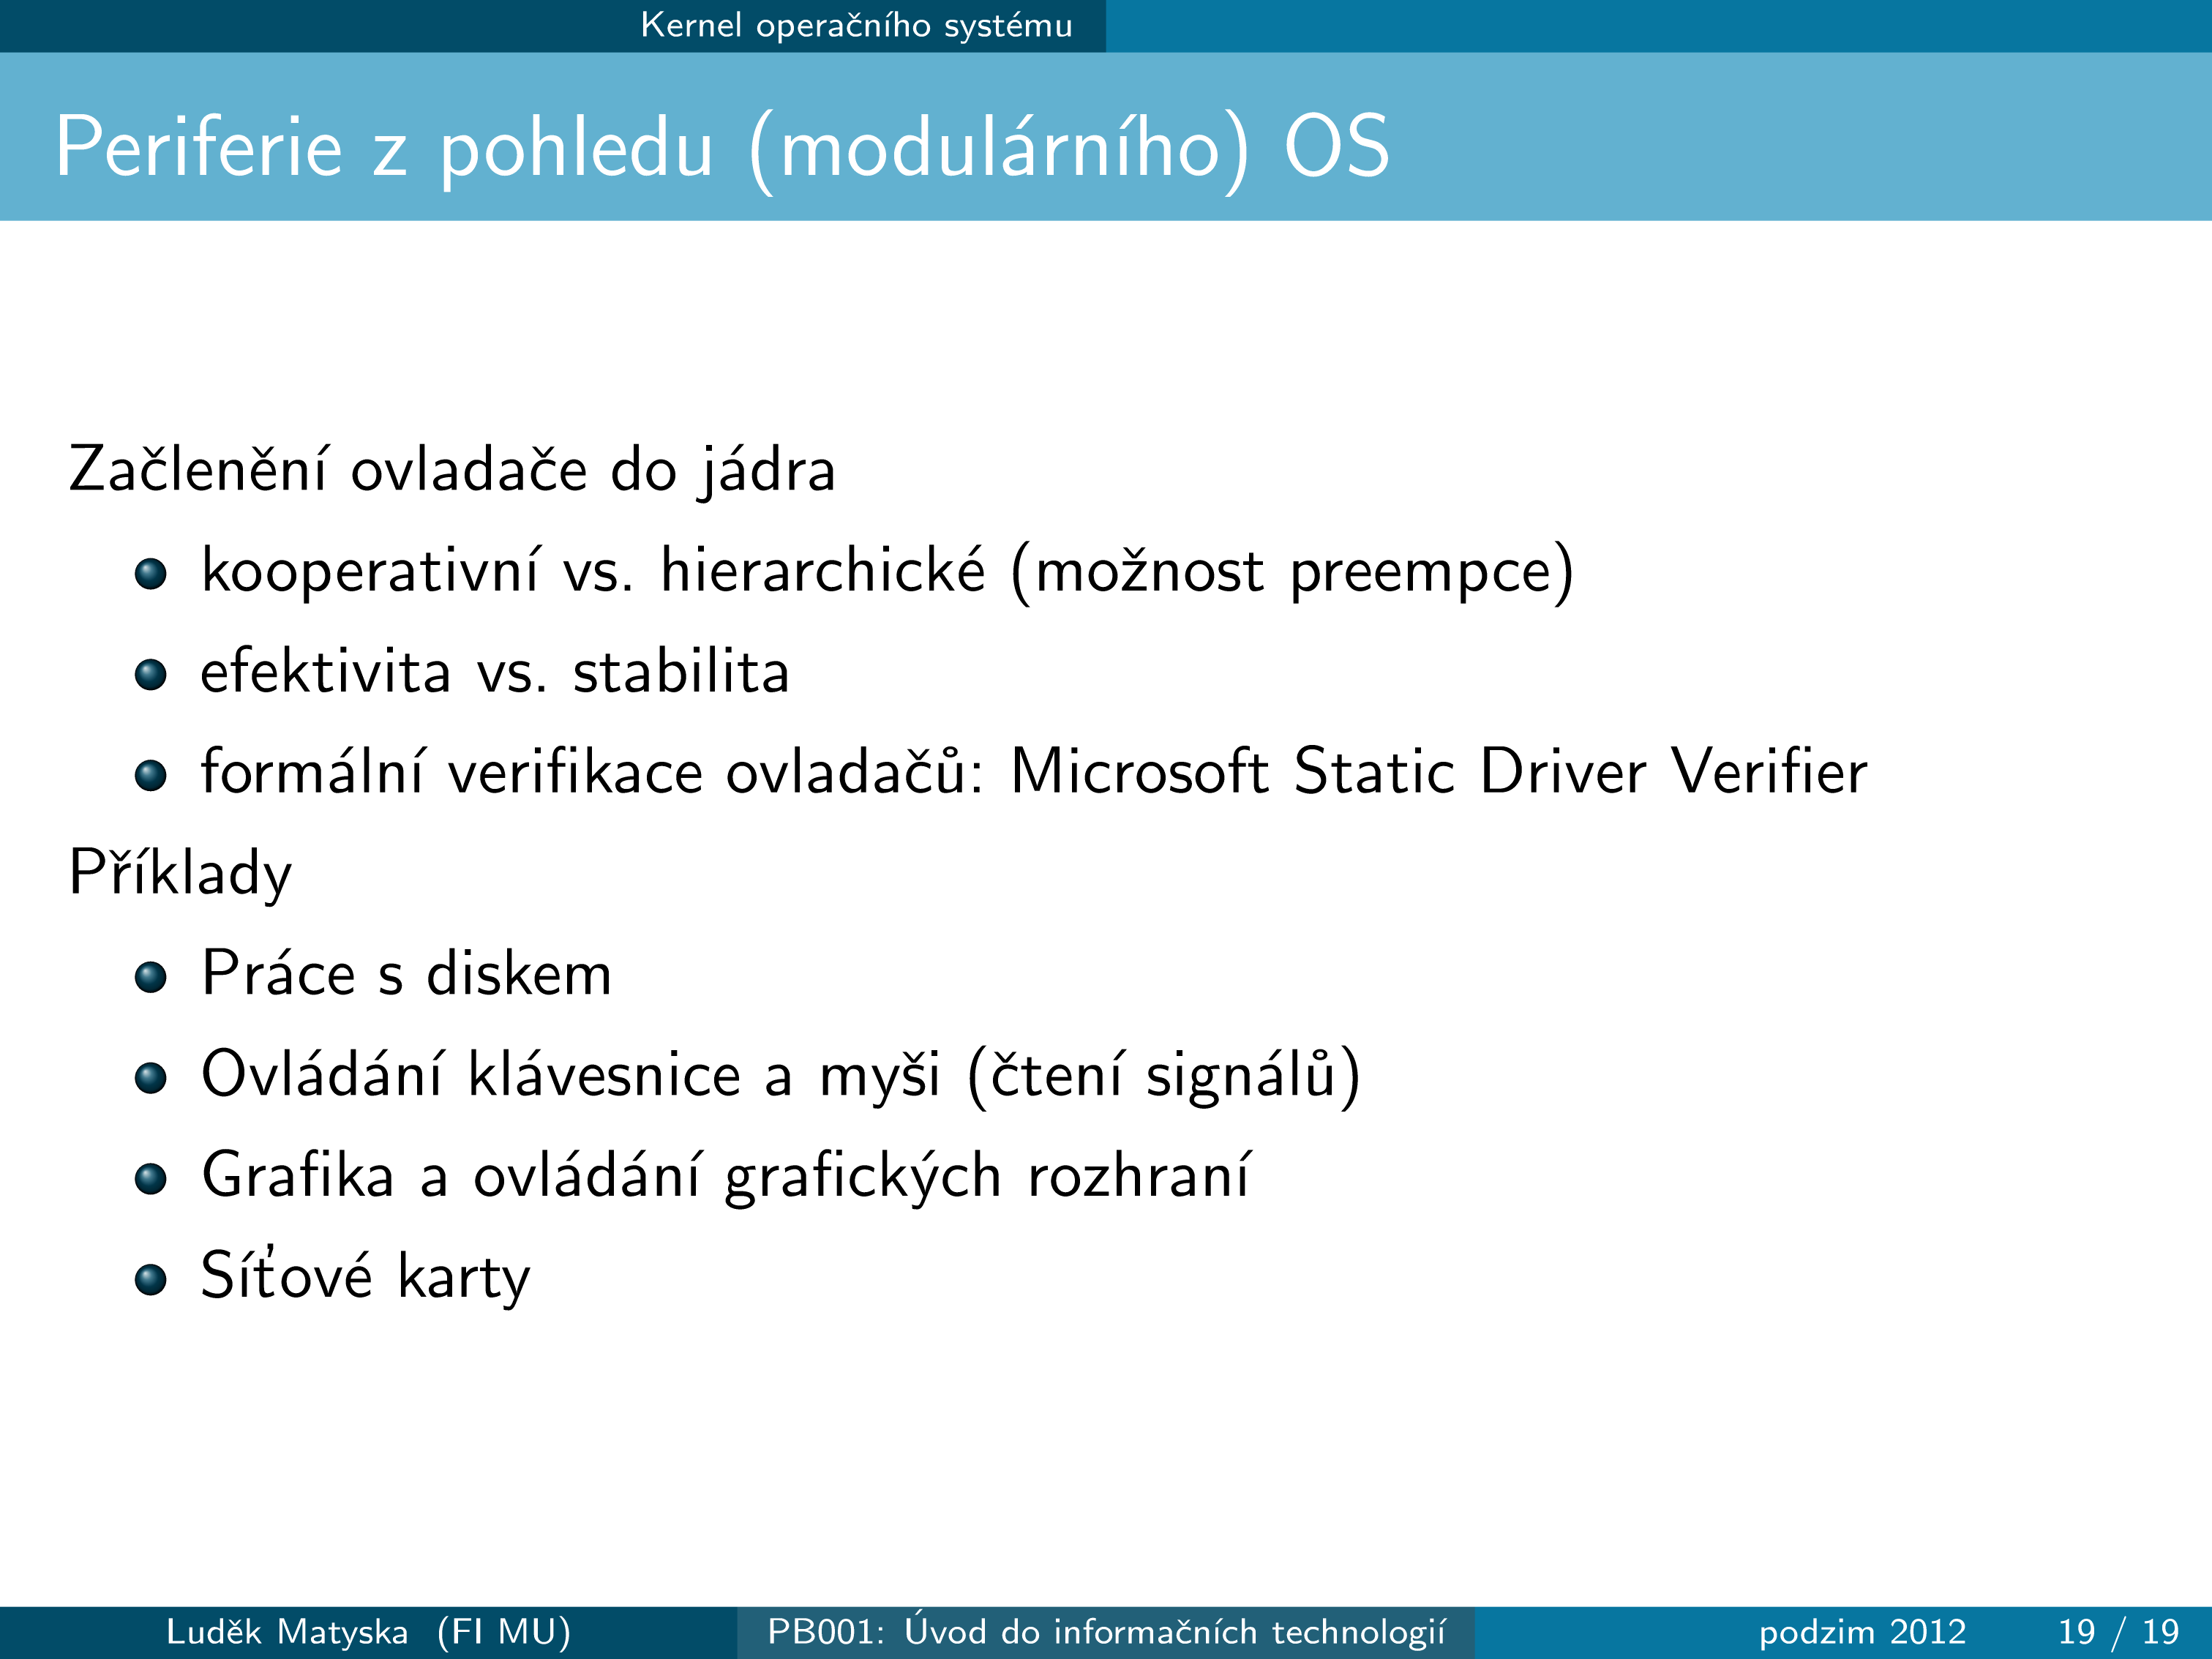 Kernel operačního systému
Periferie z pohledu (modulárního) OS
Začlenění ovladače do jádra
kooperativní vs. hierarchické (možnost preempce)
efektivita vs. stabilita
formální verifikace ovladačů: Microsoft Static Driver Verifier
Příklady
Práce s diskem
Ovládání klávesnice a myši (čtení signálů)
Grafika a ovládání grafických rozhraní
Síťové karty
Luděk Matyska (FI MU) PB001: Úvod do informačních technologií podzim 2012 19 / 19